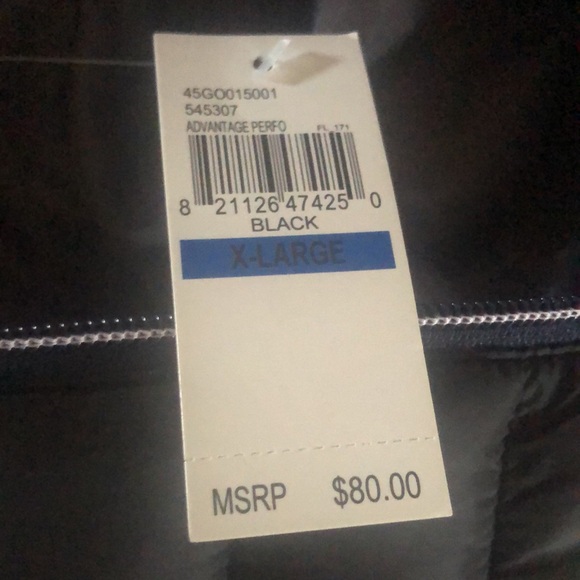 45GO015001
545307
ADVANTAGE PERFO FL 171
8 21126 47425 0
BLACK
X-LARGE
MSRP $80.00